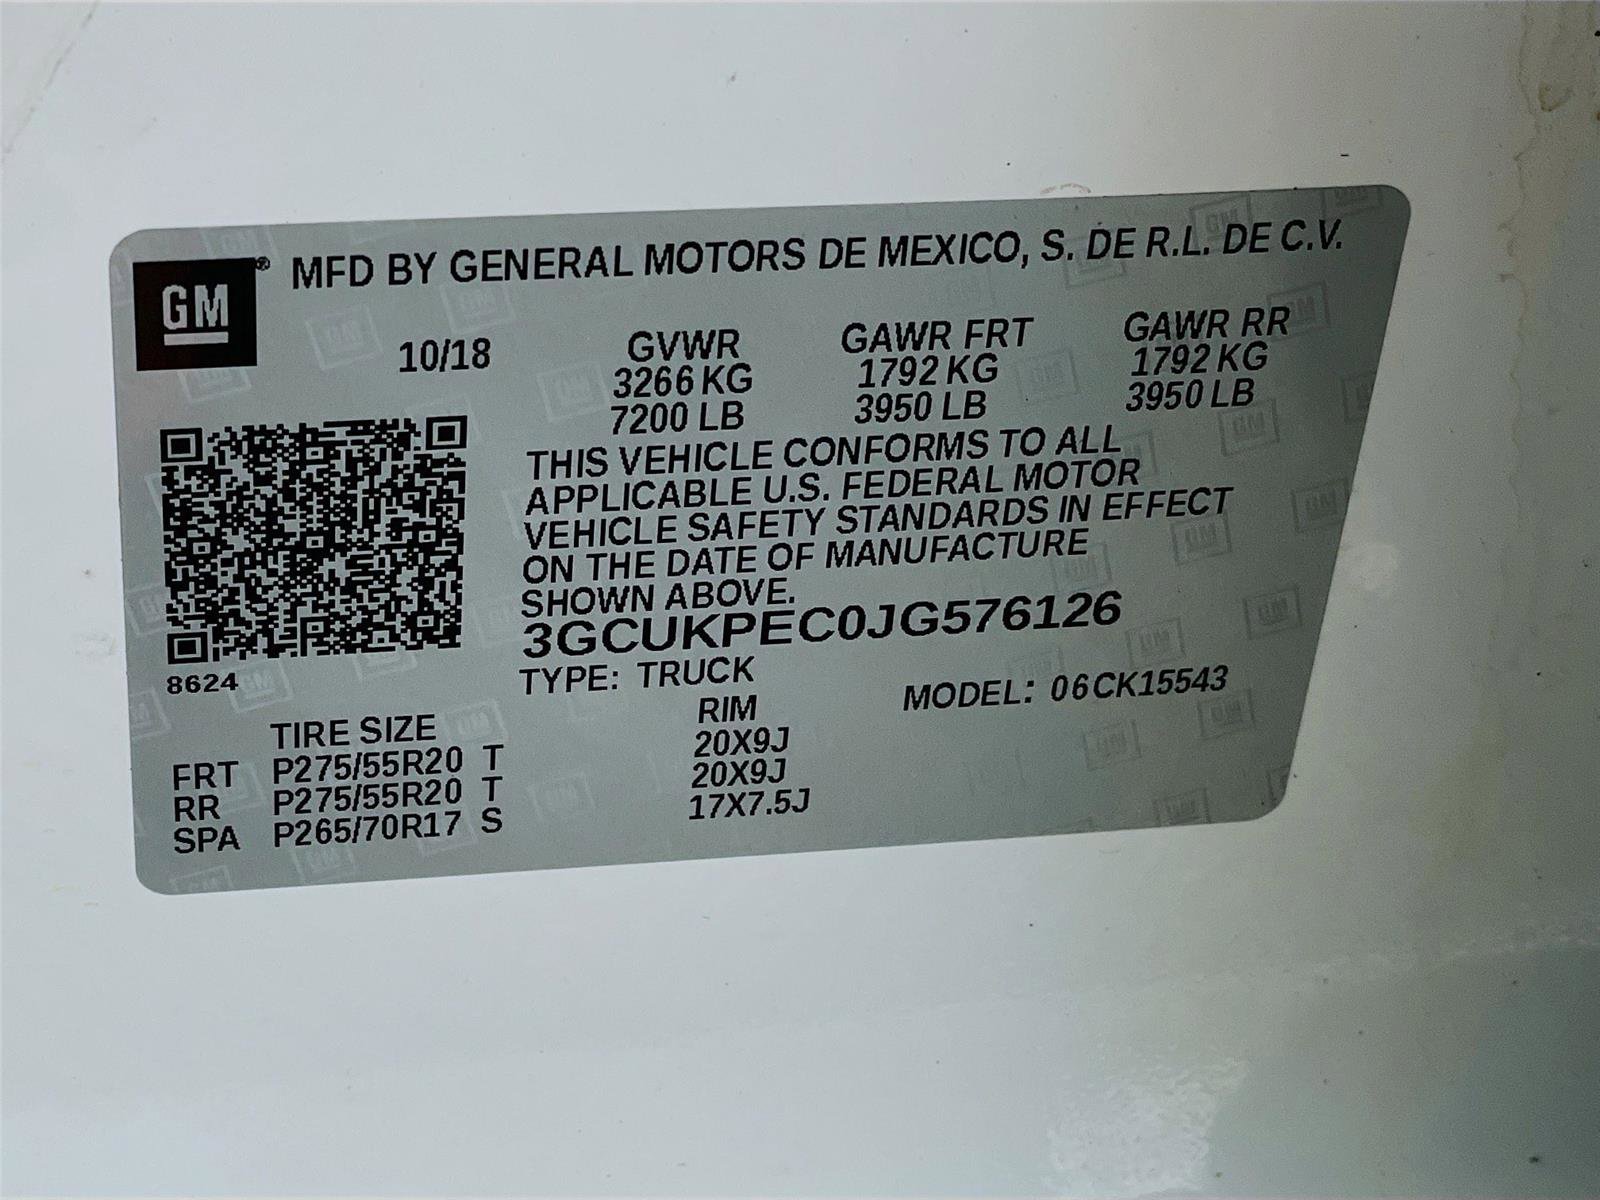 GM® MFD BY GENERAL MOTORS DE MEXICO, S. DE R.L. DE C.V.
10/18 GVWR GAWR FRT GAWR RR
3266 KG 1792 KG 1792 KG
7200 LB 3950 LB 3950 LB
THIS VEHICLE CONFORMS TO ALL
APPLICABLE U.S. FEDERAL MOTOR
VEHICLE SAFETY STANDARDS IN EFFECT
ON THE DATE OF MANUFACTURE
SHOWN ABOVE.
3GCUKPEC0JG576126
8624 TYPE: TRUCK MODEL: 06CK15543
TIRE SIZE RIM
FRT P275/55R20 T 20X9J
RR P275/55R20 T 20X9J
SPA P265/70R17 S 17X7.5J